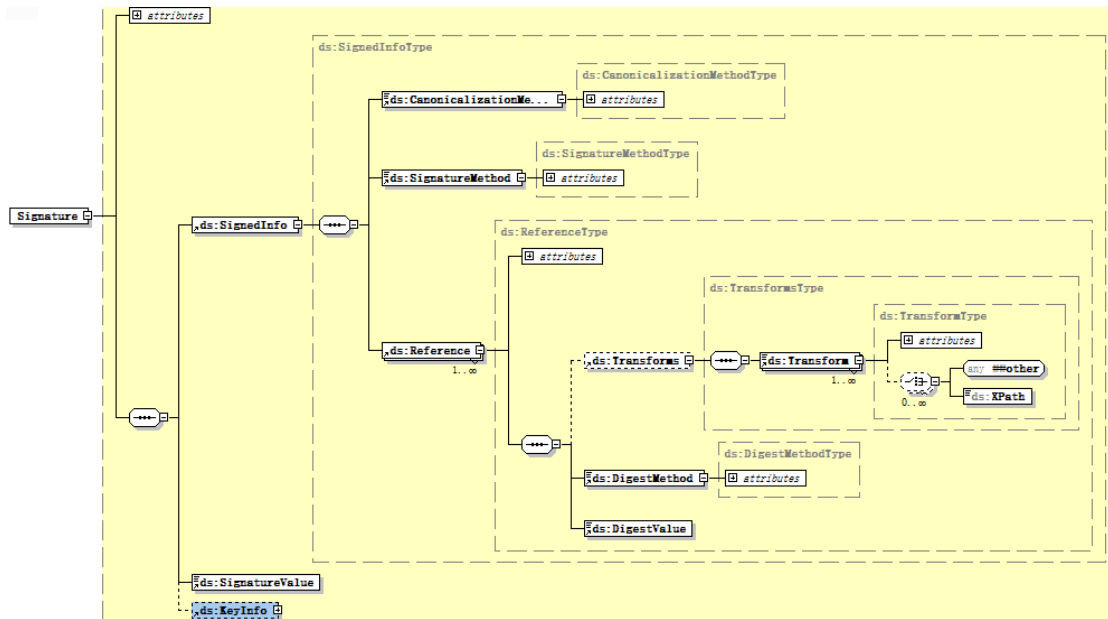 attributes
ds:SignedInfoType
ds:CanonicalizationMethodType
ds:CanonicalizationMe...
attributes
ds:SignatureMethodType
ds:SignatureMethod
attributes
Signature
ds:SignedInfo
ds:ReferenceType
attributes
ds:TransformsType
ds:TransformType
attributes
ds:Reference
1..∞
ds:Transforms
ds:Transform
1..∞
any ##other
0..∞
ds:XPath
ds:DigestMethodType
ds:DigestMethod
attributes
ds:DigestValue
ds:SignatureValue
ds:KeyInfo